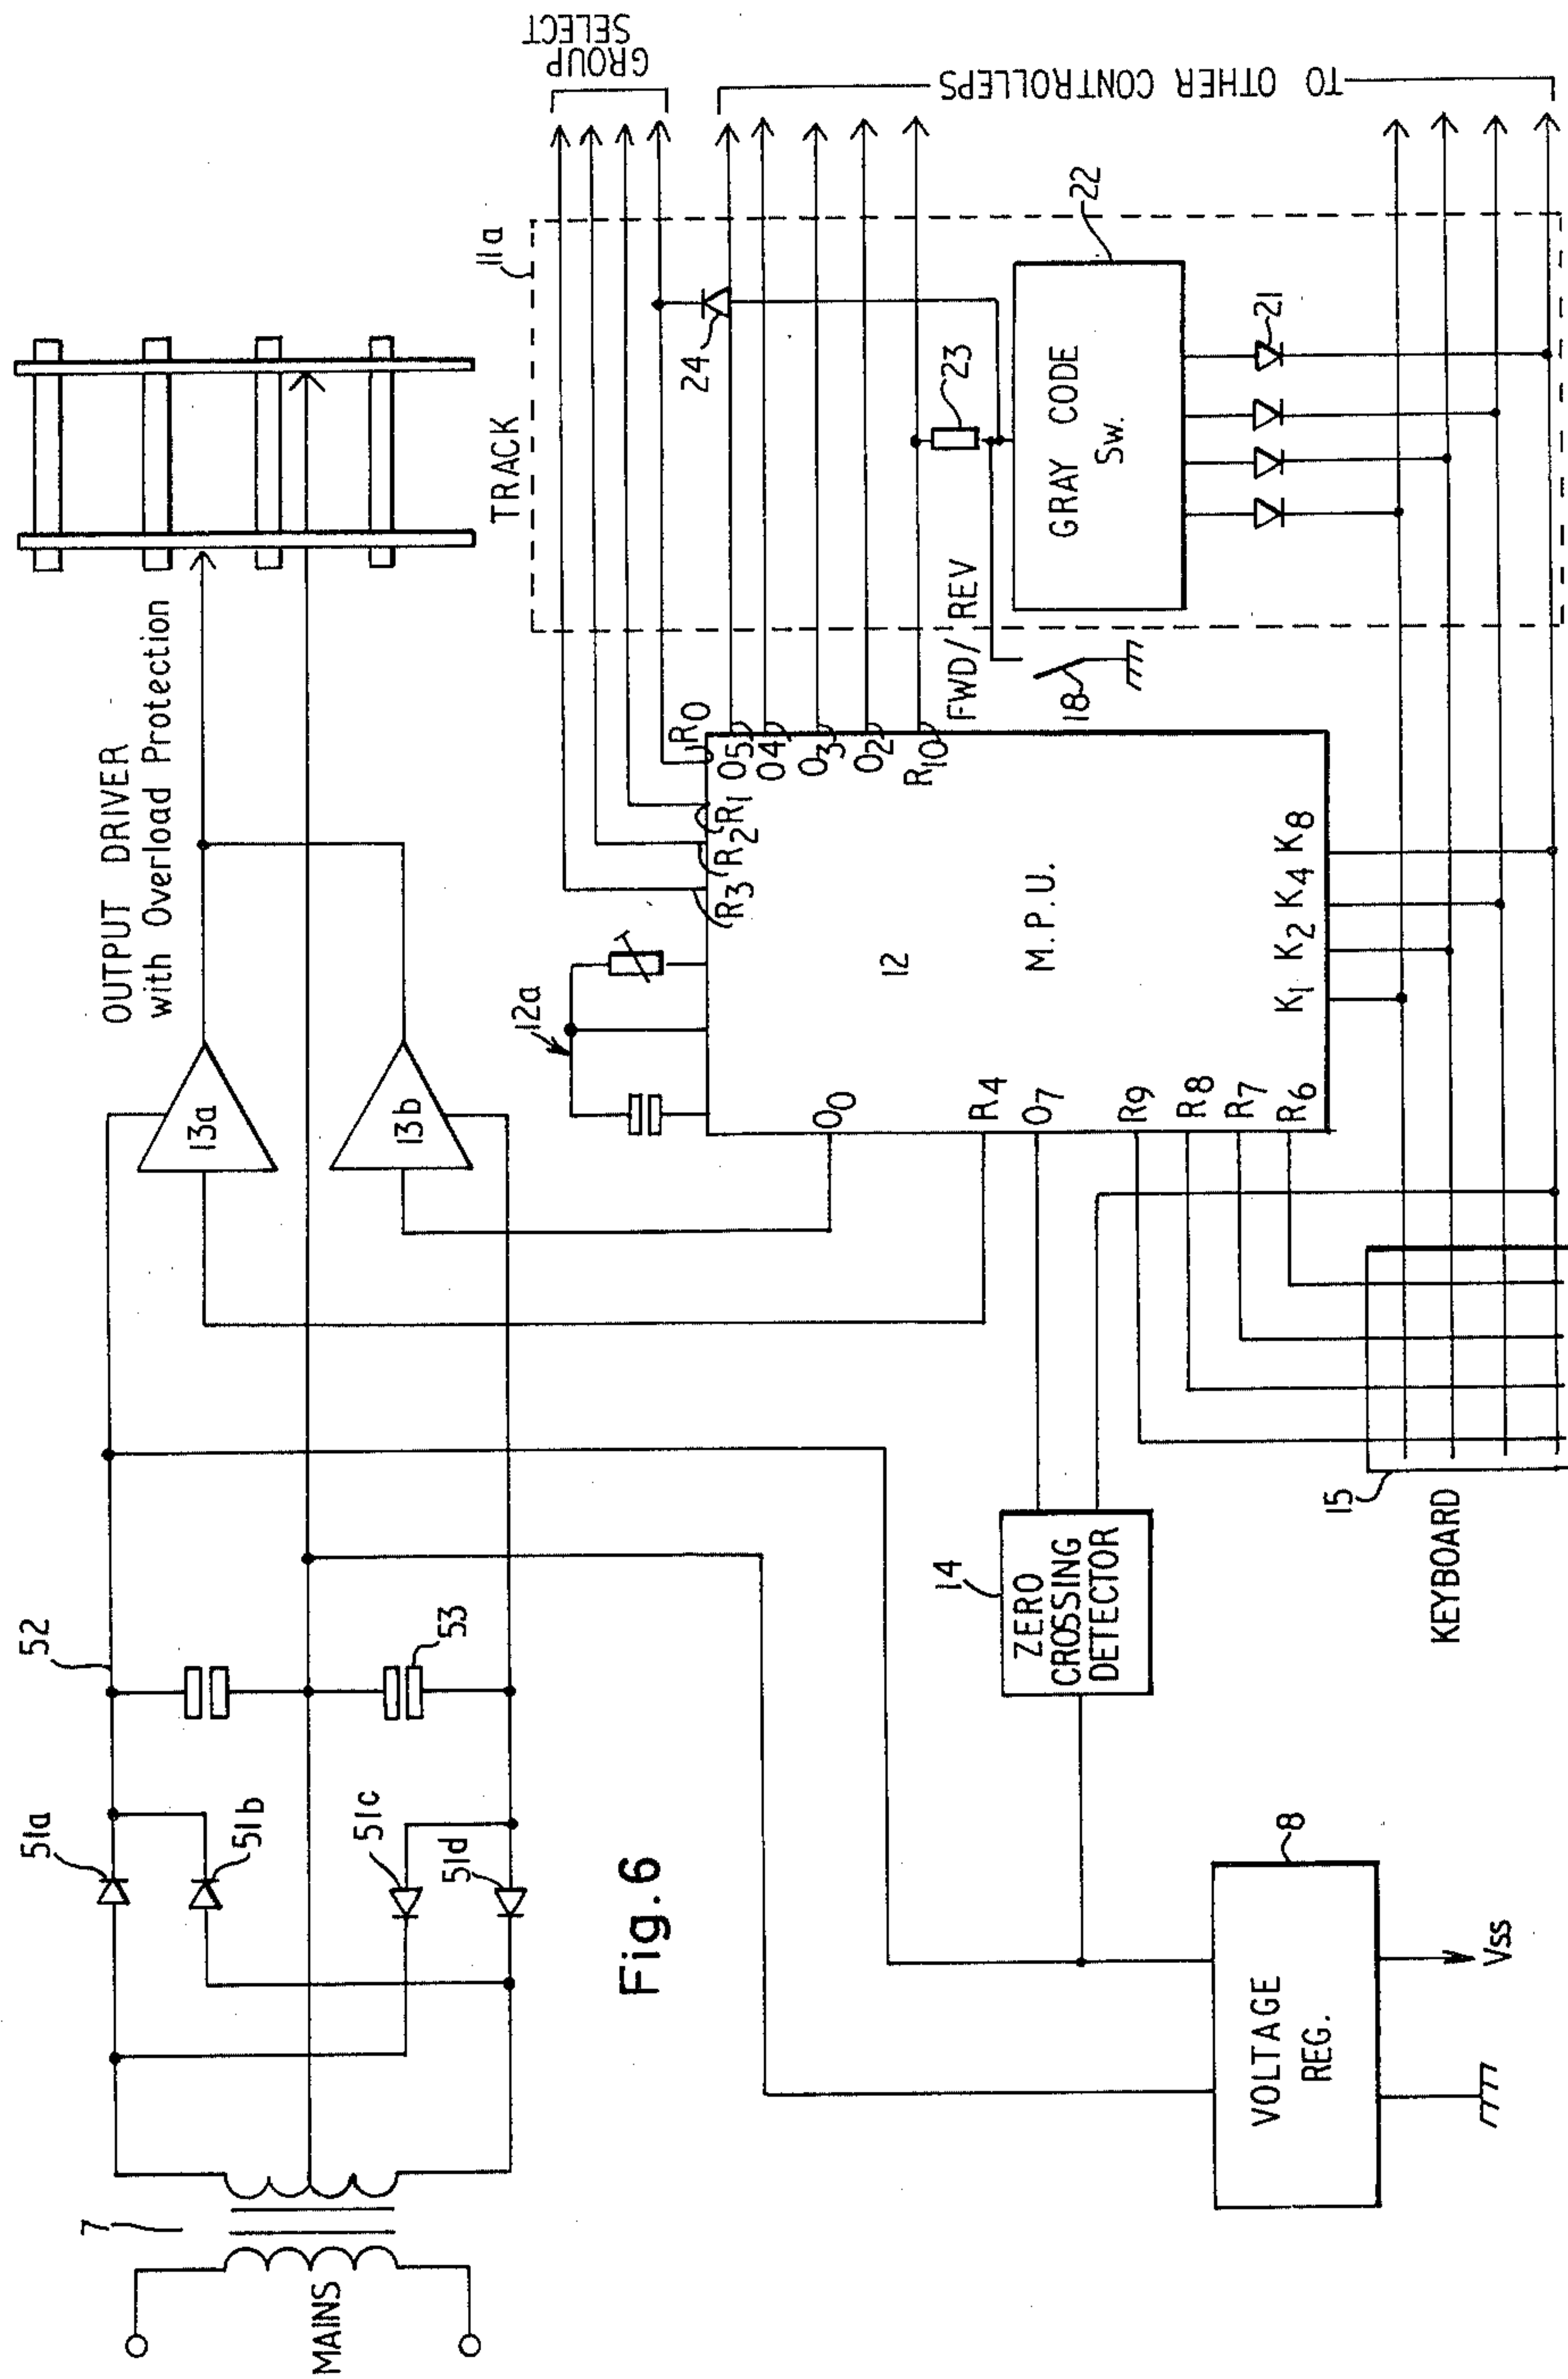 OUTPUT DRIVER
with Overload Protection
TRACK
GROUP
SELECT
TO OTHER CONTROLLEPS
11a
51a
52
13a
51b
13b
51c
53
51d
7
MAINS
Fig.6
12a
R3
R2
R1
R0
O5
O4
O3
O2
R10
O0
R4
O7
R9
R8
R7
R6
12
M.P.U.
K1
K2
K4
K8
24
23
FWD/REV
18
GRAY CODE
Sw.
22
21
14
ZERO
CROSSING
DETECTOR
15
KEYBOARD
VOLTAGE
REG.
8
Vss